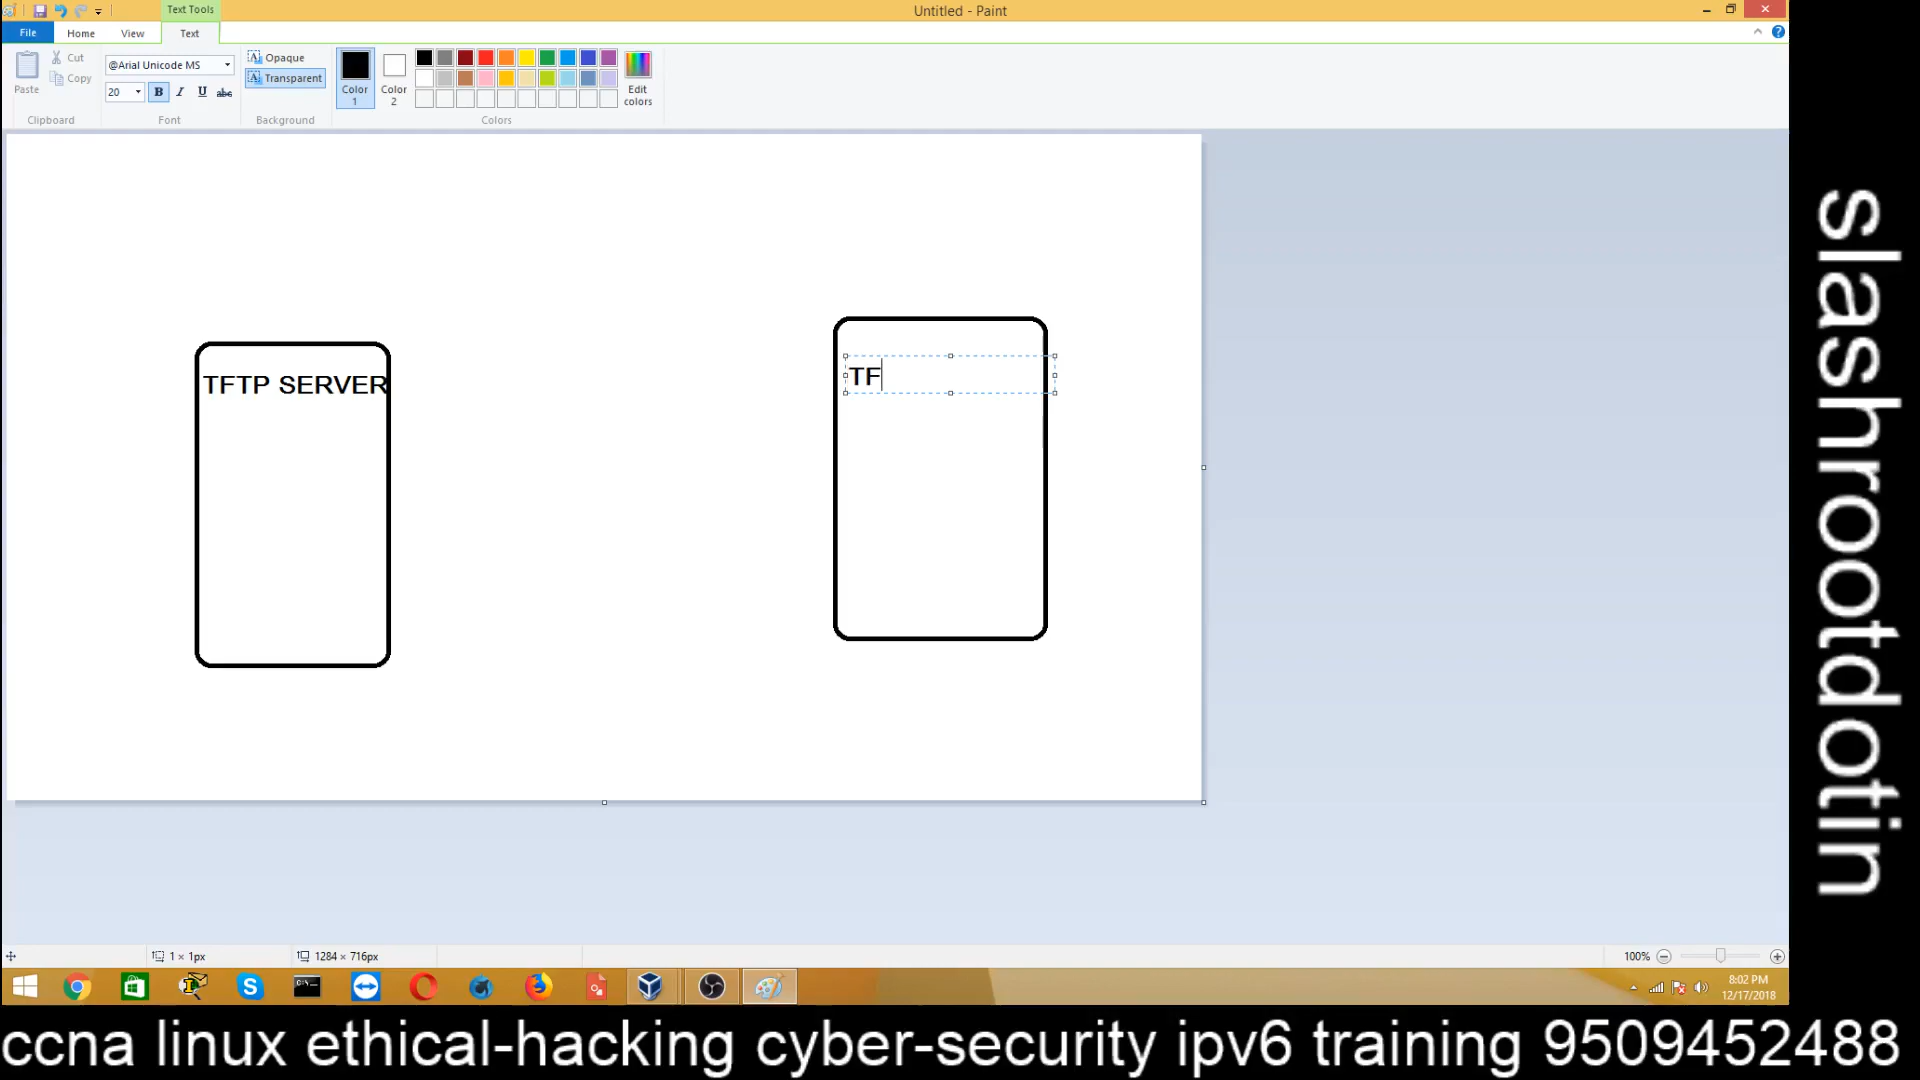 Text Tools
Untitled - Paint
File
Home
View
Text
Paste
Cut
Copy
Clipboard
@Arial Unicode MS
20
B
I
U
abc
Font
A Opaque
A Transparent
Background
Color
1
Color
2
Edit
colors
Colors
TFTP SERVER
TF
1 × 1px
1284 × 716px
100%
8:02 PM
12/17/2018
slashrootdotin
ccna linux ethical-hacking cyber-security ipv6 training 9509452488